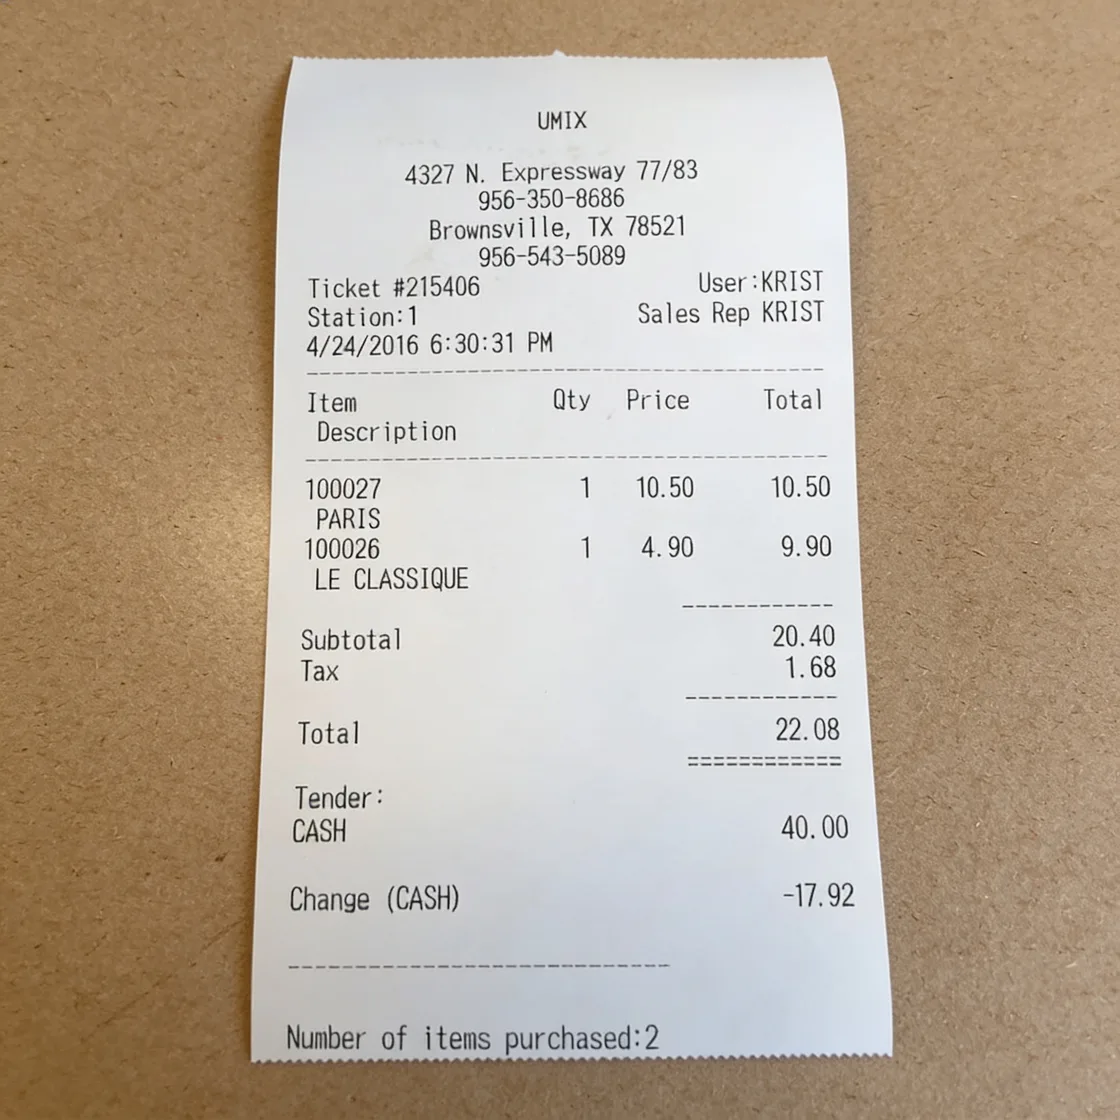 UMIX
4327 N. Expressway 77/83
956-350-8686
Brownsville, TX 78521
956-543-5089
Ticket #215406 User:KRIST
Station:1 Sales Rep KRIST
4/24/2016 6:30:31 PM
Item Qty Price Total
Description
100027 1 10.50 10.50
PARIS
100026 1 4.90 9.90
LE CLASSIQUE
Subtotal 20.40
Tax 1.68
Total 22.08
Tender:
CASH 40.00
Change (CASH) -17.92
Number of items purchased:2